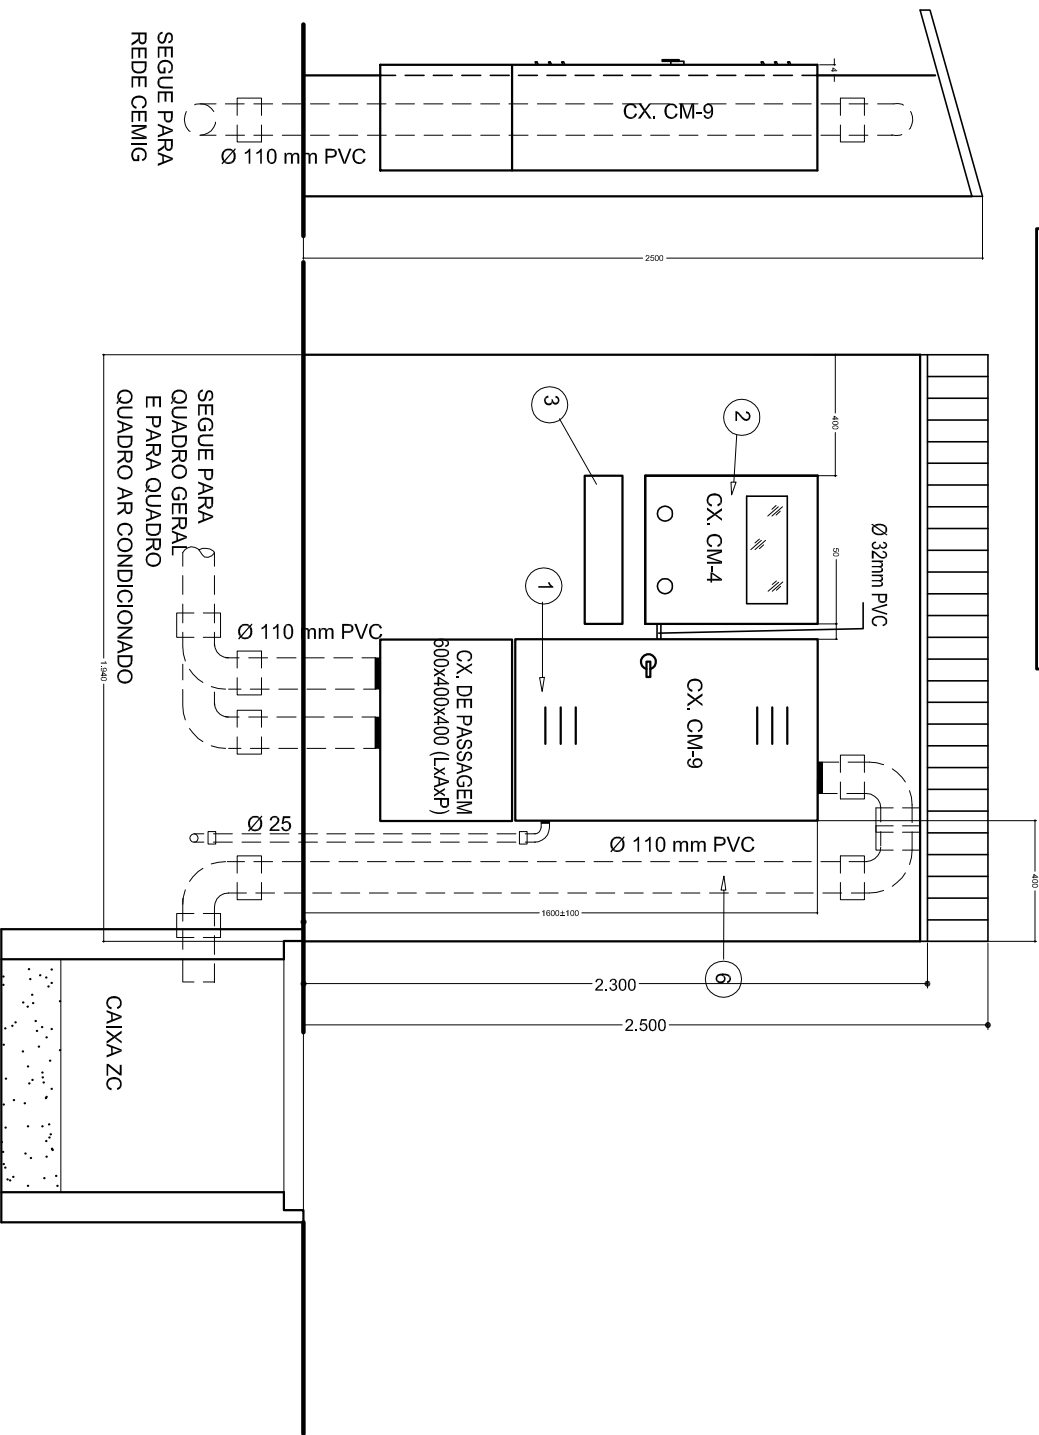 SEGUE PARA
REDE CEMIG
Ø 110 mm PVC
CX. CM-9
4
2500
SEGUE PARA
QUADRO GERAL
E PARA QUADRO
QUADRO AR CONDICIONADO
1.940
3
2
400
CX. CM-4
50
Ø 32mm PVC
1
Ø 110 mm PVC
CX. DE PASSAGEM
600x400x400 (LxAxP)
CX. CM-9
Ø 25
Ø 110 mm PVC
400
1600±100
6
2.300
2.500
CAIXA ZC